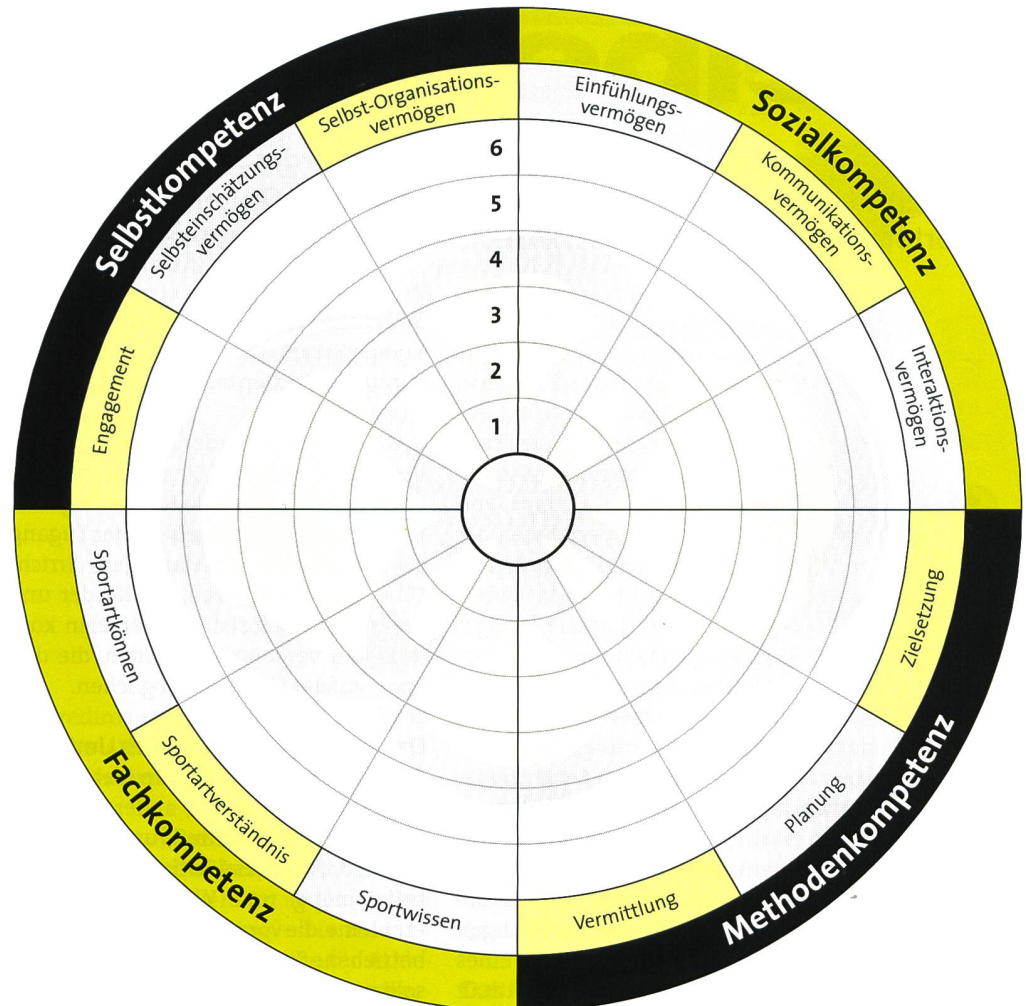 Selbstkompetenz
Selbst-Organisations-
vermögen
Selbsteinschätzungs-
vermögen
Engagement
Sozialkompetenz
Einfühlungs-
vermögen
Kommunikations-
vermögen
Interaktions-
vermögen
6
5
4
3
2
1
Fachkompetenz
Sportartkönnen
Sportartverständnis
Sportwissen
Methodenkompetenz
Zielsetzung
Planung
Vermittlung